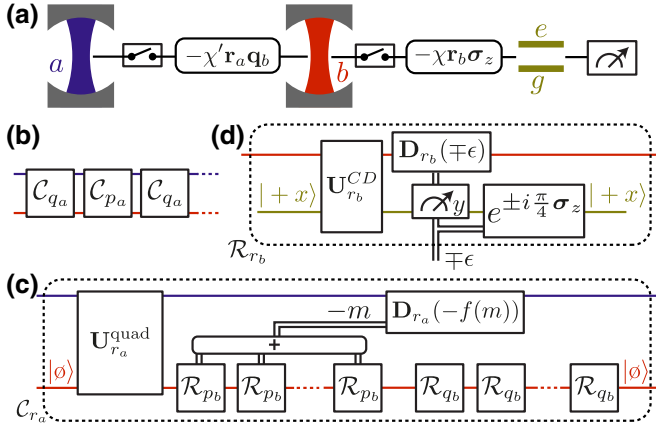 (a)
a
−χ′r_a q_b
b
−χr_b σ_z
e
g
(b)
C_{q_a} C_{p_a} C_{q_a}
(d)
U_{r_b}^{CD}
D_{r_b}(∓ϵ)
|+x⟩
y
e^{±i π/4 σ_z}
|+x⟩
R_{r_b}
∓ϵ
(c)
U_{r_a}^{quad}
−m
D_{r_a}(−f(m))
+
|ø⟩
R_{p_b} R_{p_b} R_{p_b} R_{q_b} R_{q_b} R_{q_b}
|ø⟩
C_{r_a}